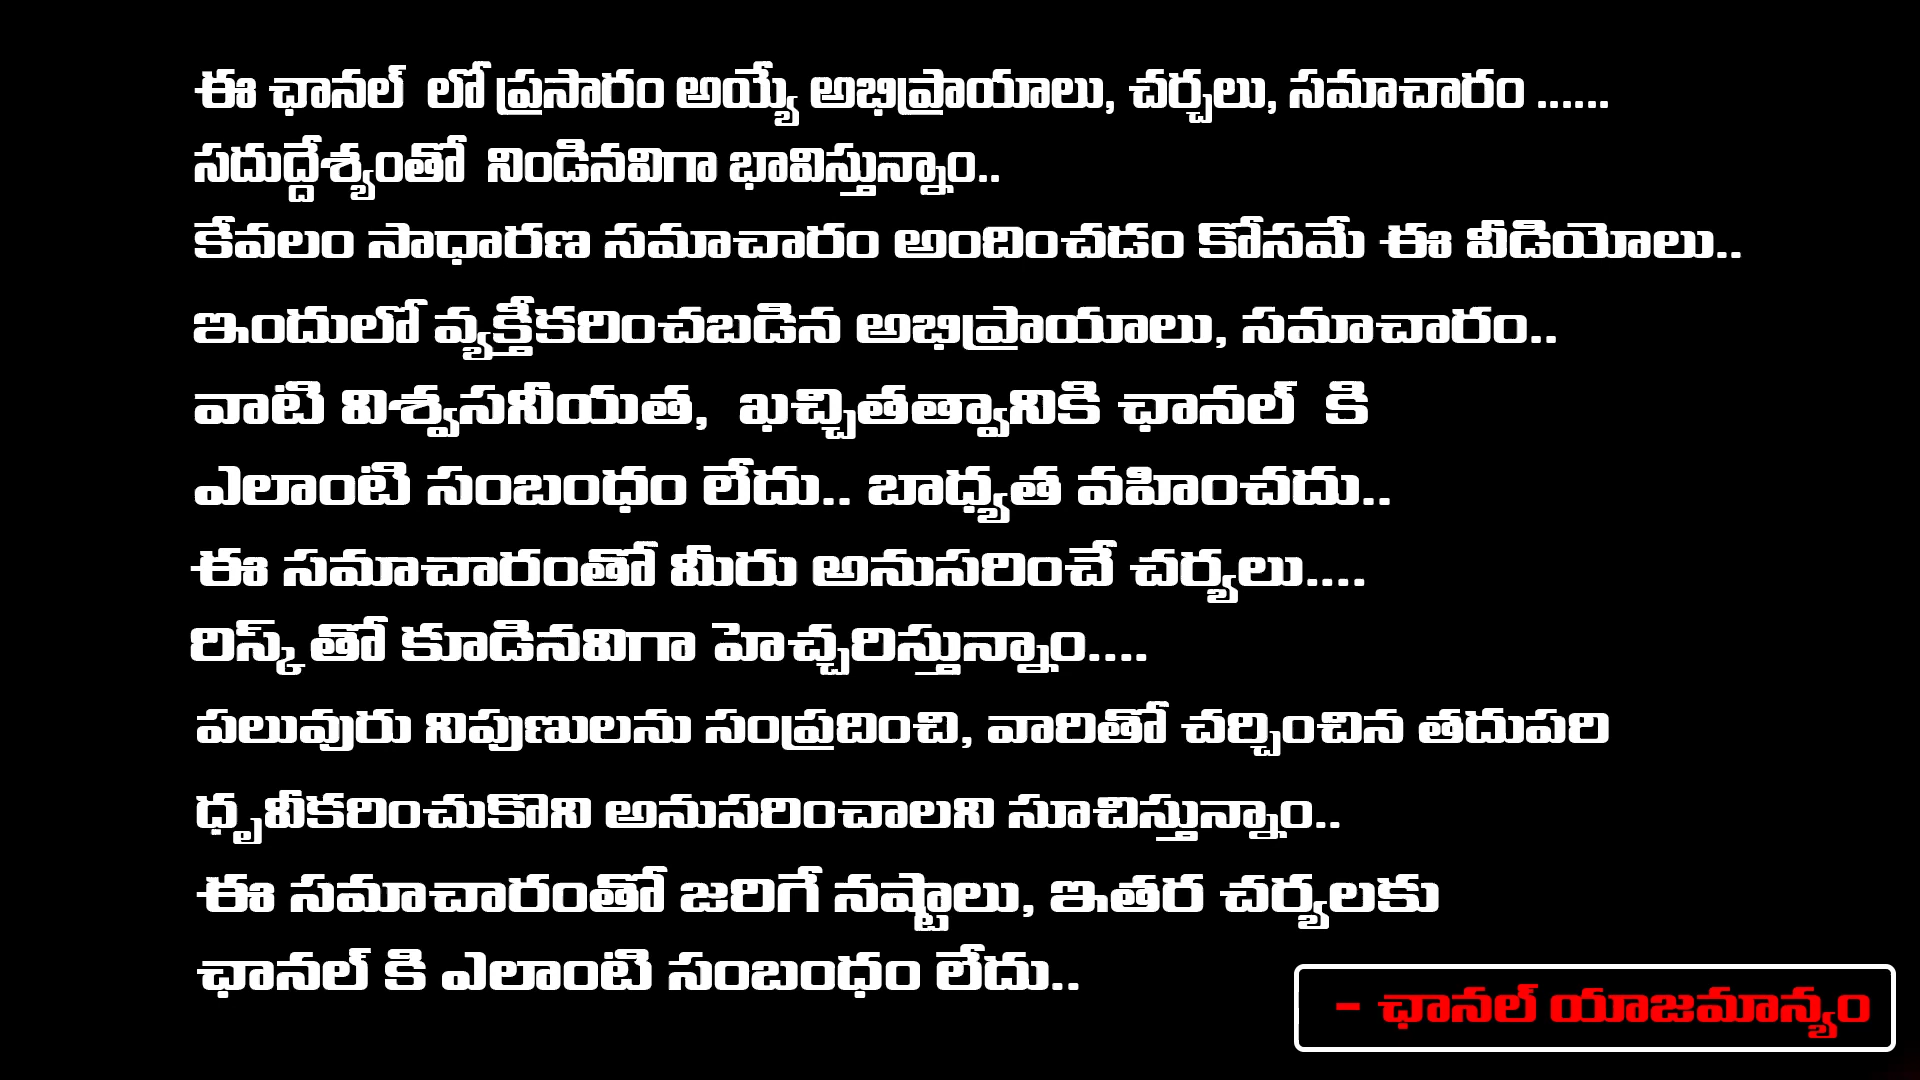 ఈ ఛానల్ లో ప్రసారం అయ్యే అభిప్రాయాలు, చర్చలు, సమాచారం ......
సదుద్దేశ్యంతో నిండినవిగా భావిస్తున్నాం..
కేవలం సాధారణ సమాచారం అందించడం కోసమే ఈ వీడియోలు..
ఇందులో వ్యక్తీకరించబడిన అభిప్రాయాలు, సమాచారం..
వాటి విశ్వసనీయత, ఖచ్చితత్వానికి ఛానల్ కి
ఎలాంటి సంబంధం లేదు.. బాధ్యత వహించదు..
ఈ సమాచారంతో మీరు అనుసరించే చర్యలు....
రిస్క్ తో కూడినవిగా హెచ్చరిస్తున్నాం....
పలువురు నిపుణులను సంప్రదించి, వారితో చర్చించిన తదుపరి
ధృవీకరించుకొని అనుసరించాలని సూచిస్తున్నాం..
ఈ సమాచారంతో జరిగే నష్టాలు, ఇతర చర్యలకు
ఛానల్ కి ఎలాంటి సంబంధం లేదు..
- ఛానల్ యాజమాన్యం